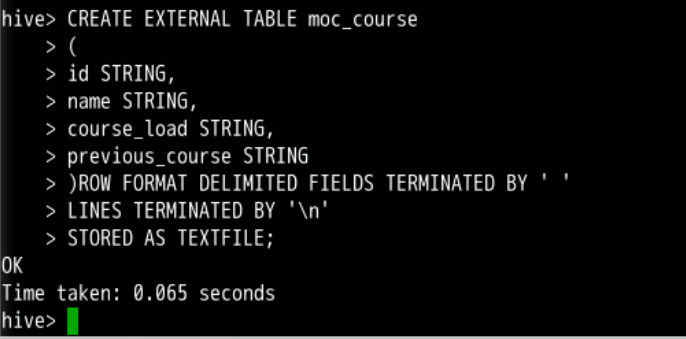 hive> CREATE EXTERNAL TABLE moc_course
    > (
    > id STRING,
    > name STRING,
    > course_load STRING,
    > previous_course STRING
    > )ROW FORMAT DELIMITED FIELDS TERMINATED BY ' '
    > LINES TERMINATED BY '\n'
    > STORED AS TEXTFILE;
OK
Time taken: 0.065 seconds
hive>